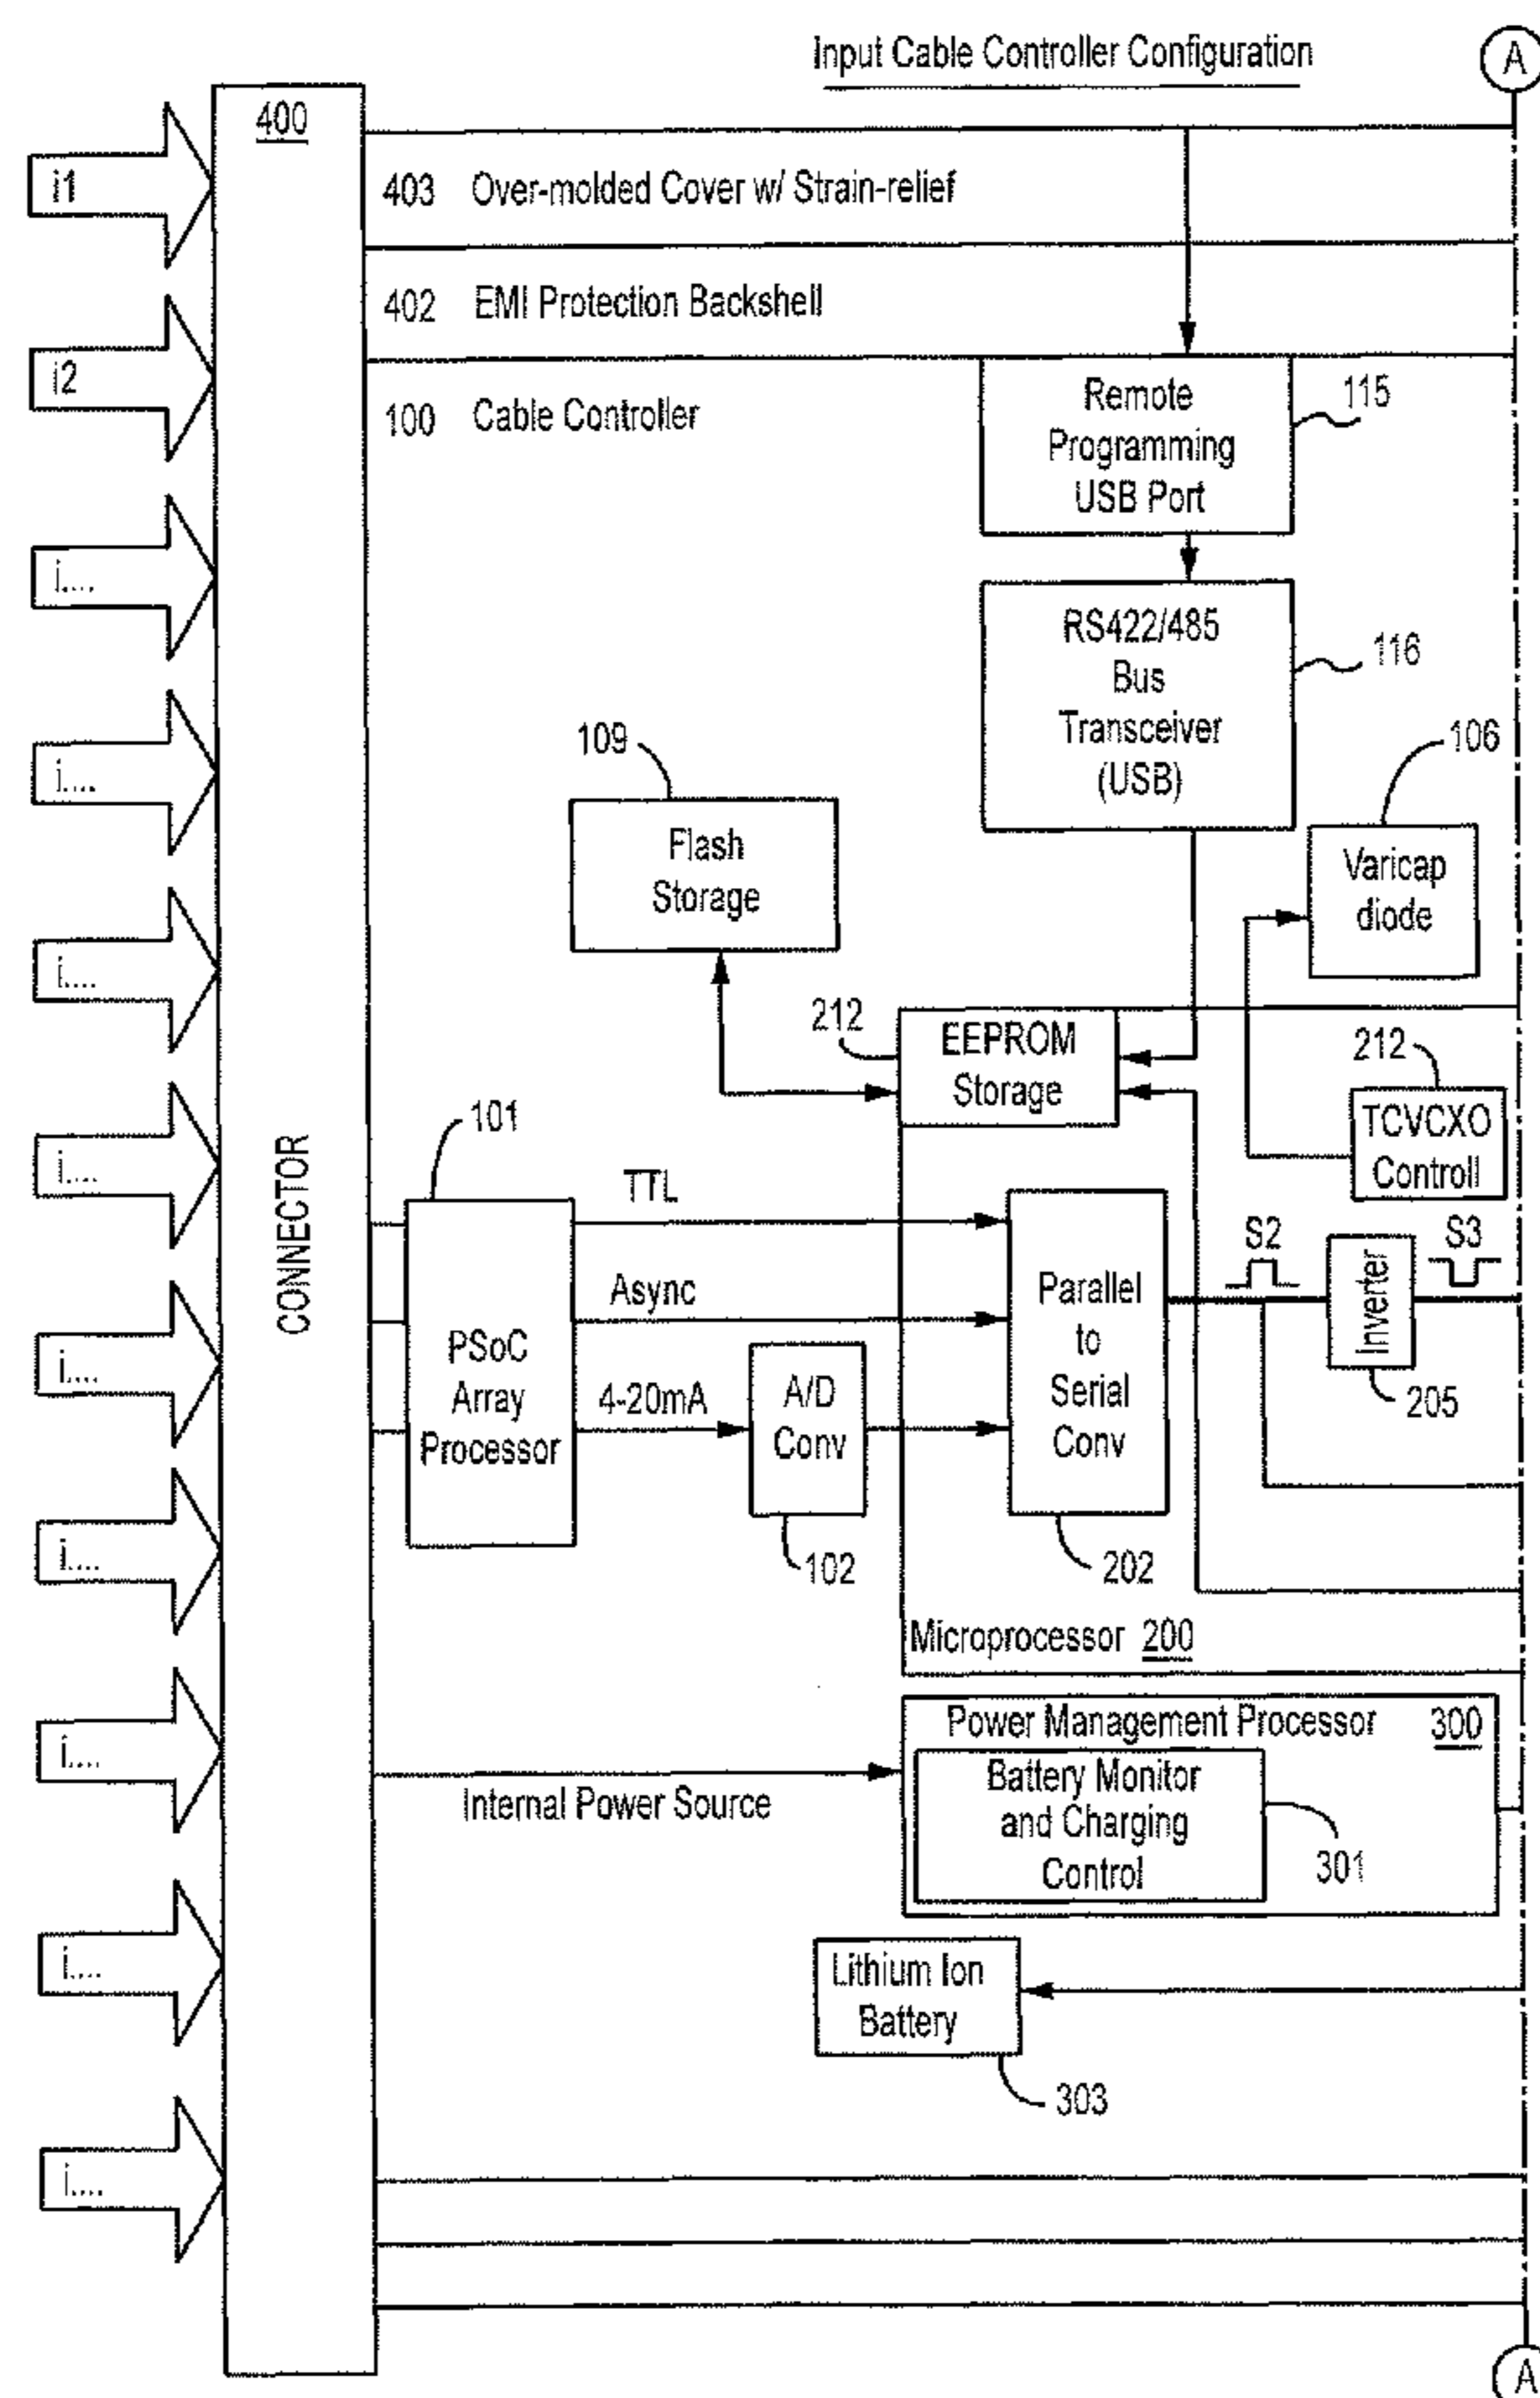 Input Cable Controller Configuration
A
400
i1
403 Over-molded Cover w/ Strain-relief
402 EMI Protection Backshell
i2
100 Cable Controller
Remote
Programming
USB Port
115
i....
RS422/485
Bus
Transceiver
(USB)
116
109
106
i....
Flash
Storage
Varicap
diode
i....
212
EEPROM
Storage
212
TCVCXO
Controll
101
i....
CONNECTOR
TTL
Async
4-20mA
PSoC
Array
Processor
A/D
Conv
102
Parallel
to
Serial
Conv
202
S2
Inverter
S3
205
i....
i....
Microprocessor 200
Power Management Processor 300
Battery Monitor
and Charging
Control
301
i....
Internal Power Source
i....
Lithium Ion
Battery
303
i....
A